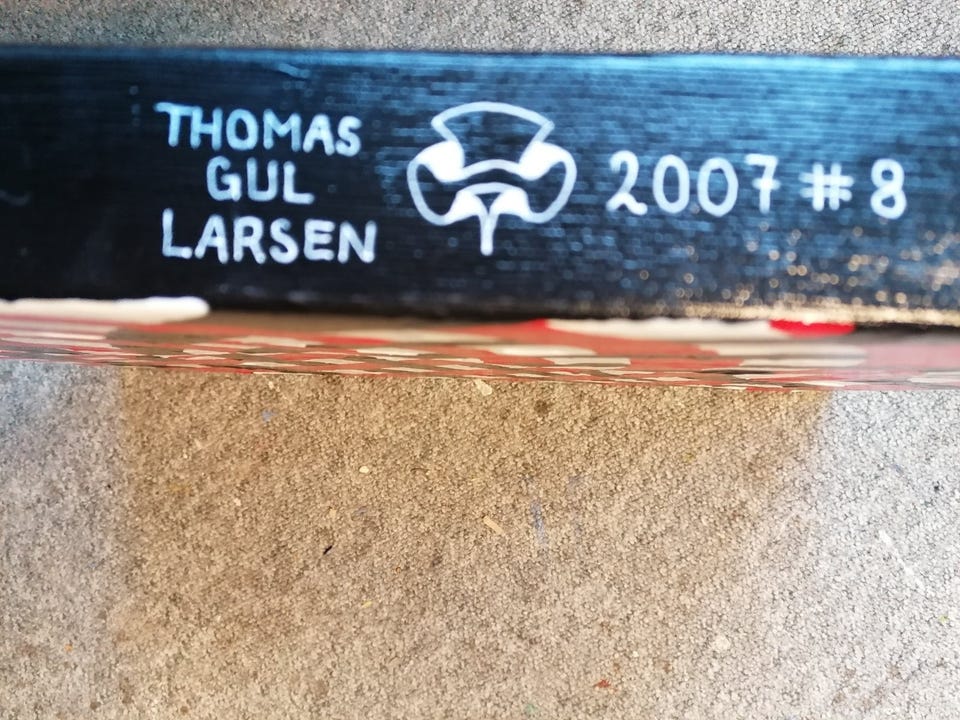 THOMAS
GUL
LARSEN
2007 #8